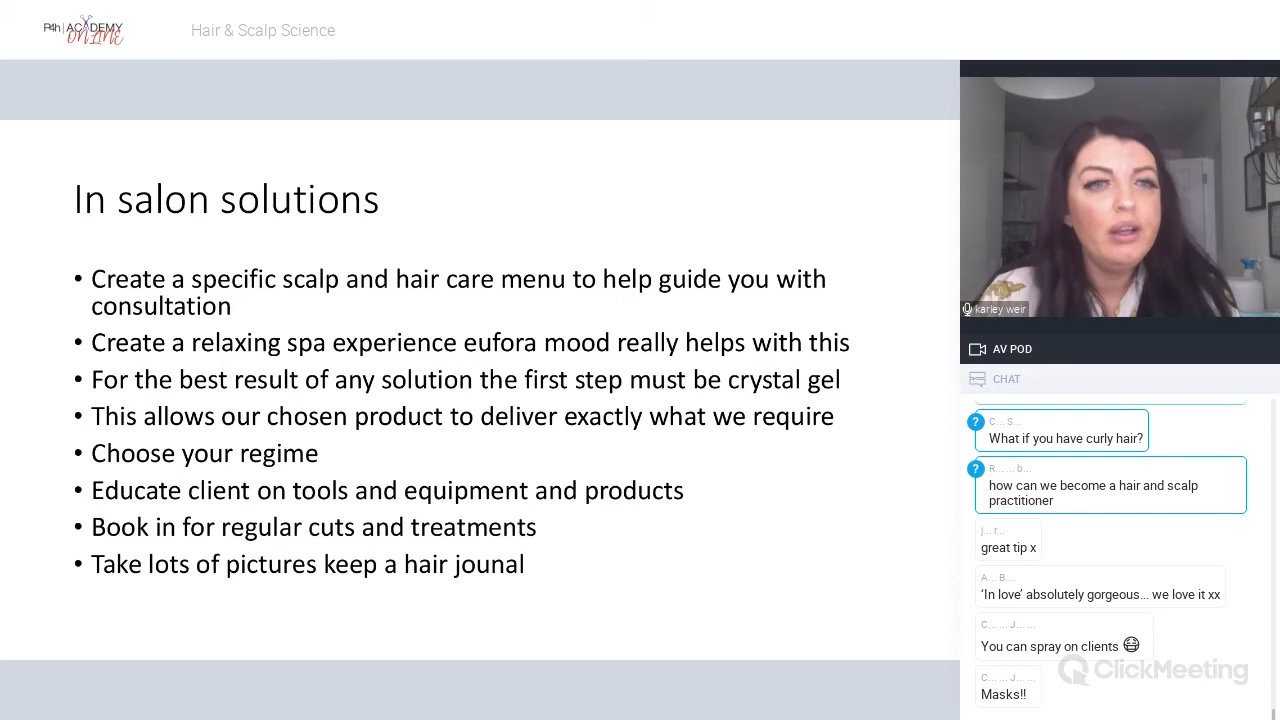 P4h | ACADEMY
ONLINE
Hair & Scalp Science
In salon solutions
• Create a specific scalp and hair care menu to help guide you with
consultation
• Create a relaxing spa experience eufora mood really helps with this
• For the best result of any solution the first step must be crystal gel
• This allows our chosen product to deliver exactly what we require
• Choose your regime
• Educate client on tools and equipment and products
• Book in for regular cuts and treatments
• Take lots of pictures keep a hair jounal
karley weir
AV POD
CHAT
? C... S...
What if you have curly hair?
? R... ... b...
how can we become a hair and scalp
practitioner
j... r...
great tip x
A... B...
‘In love’ absolutely gorgeous... we love it xx
C... ... J... ...
You can spray on clients 😷
C... ... J... ...
Masks!!
ClickMeeting